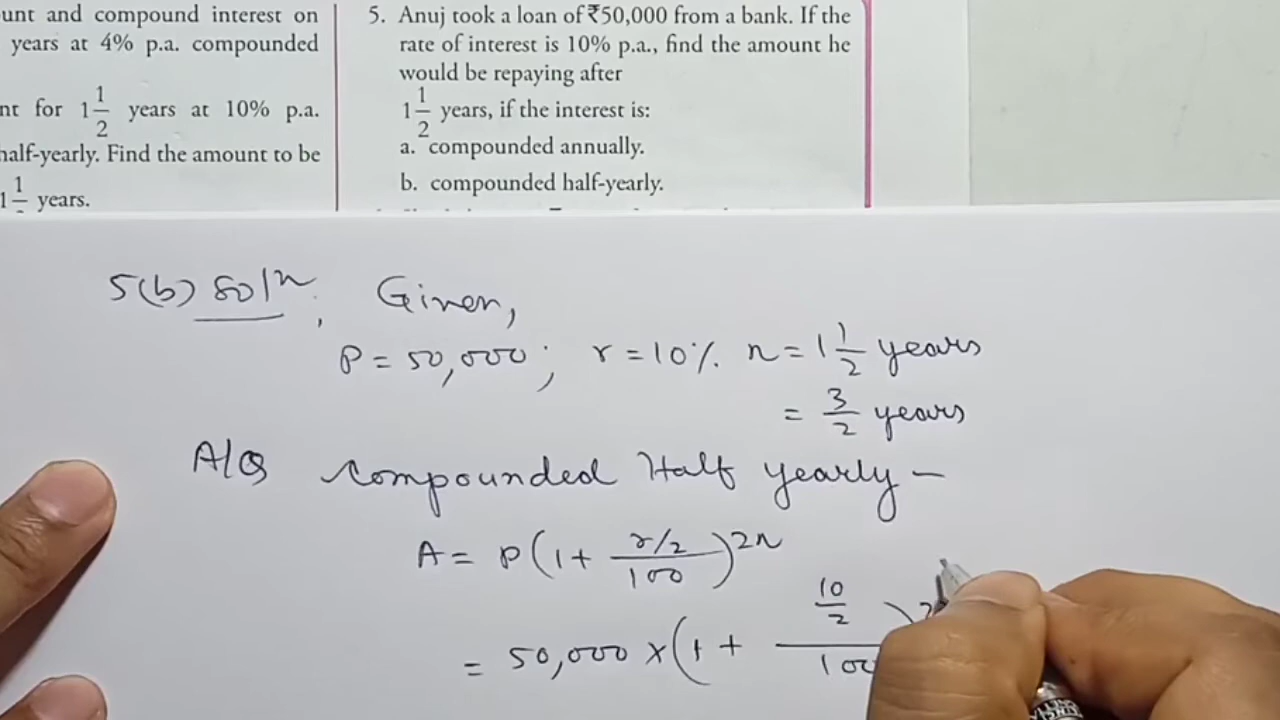 unt and compound interest on
years at 4% p.a. compounded
nt for 1 1/2 years at 10% p.a.
half-yearly. Find the amount to be
1 1/2 years.
5. Anuj took a loan of ₹50,000 from a bank. If the
rate of interest is 10% p.a., find the amount he
would be repaying after
1 1/2 years, if the interest is:
a. compounded annually.
b. compounded half-yearly.
5(b) Soln, Given,
P = 50,000; r = 10% n = 1 1/2 years
= 3/2 years
A/Q Compounded Half yearly –
A = P(1 + (r/2)/100)^2n
= 50,000 × (1 + (10/2)/100)